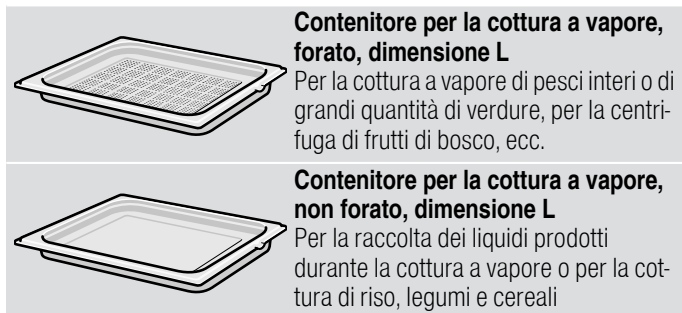 Contenitore per la cottura a vapore,
forato, dimensione L
Per la cottura a vapore di pesci interi o di
grandi quantità di verdure, per la centri-
fuga di frutti di bosco, ecc.
Contenitore per la cottura a vapore,
non forato, dimensione L
Per la raccolta dei liquidi prodotti
durante la cottura a vapore o per la cot-
tura di riso, legumi e cereali